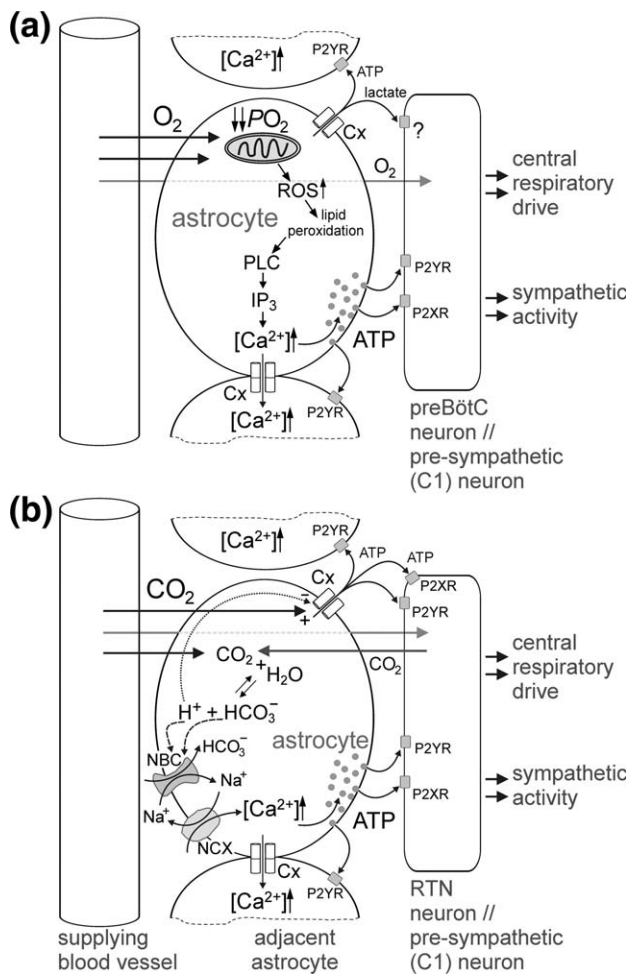 (a)
[Ca²⁺]↑
P2YR
ATP
lactate
Cx
?
O₂
↓↓PO₂
O₂
ROS↑
lipid
peroxidation
astrocyte
PLC
IP₃
[Ca²⁺]↑
ATP
P2YR
P2XR
Cx
[Ca²⁺]↑
P2YR
central
respiratory
drive
sympathetic
activity
preBötC
neuron //
pre-sympathetic
(C1) neuron
(b)
[Ca²⁺]↑
P2YR
ATP
ATP
Cx
P2XR
P2YR
CO₂
−
+
CO₂
+
H₂O
CO₂
H⁺ + HCO₃⁻
astrocyte
NBC
HCO₃⁻
Na⁺
Na⁺
NCX
[Ca²⁺]↑
ATP
P2YR
P2XR
Cx
[Ca²⁺]↑
P2YR
central
respiratory
drive
sympathetic
activity
RTN
neuron //
pre-sympathetic
(C1) neuron
supplying
blood vessel
adjacent
astrocyte